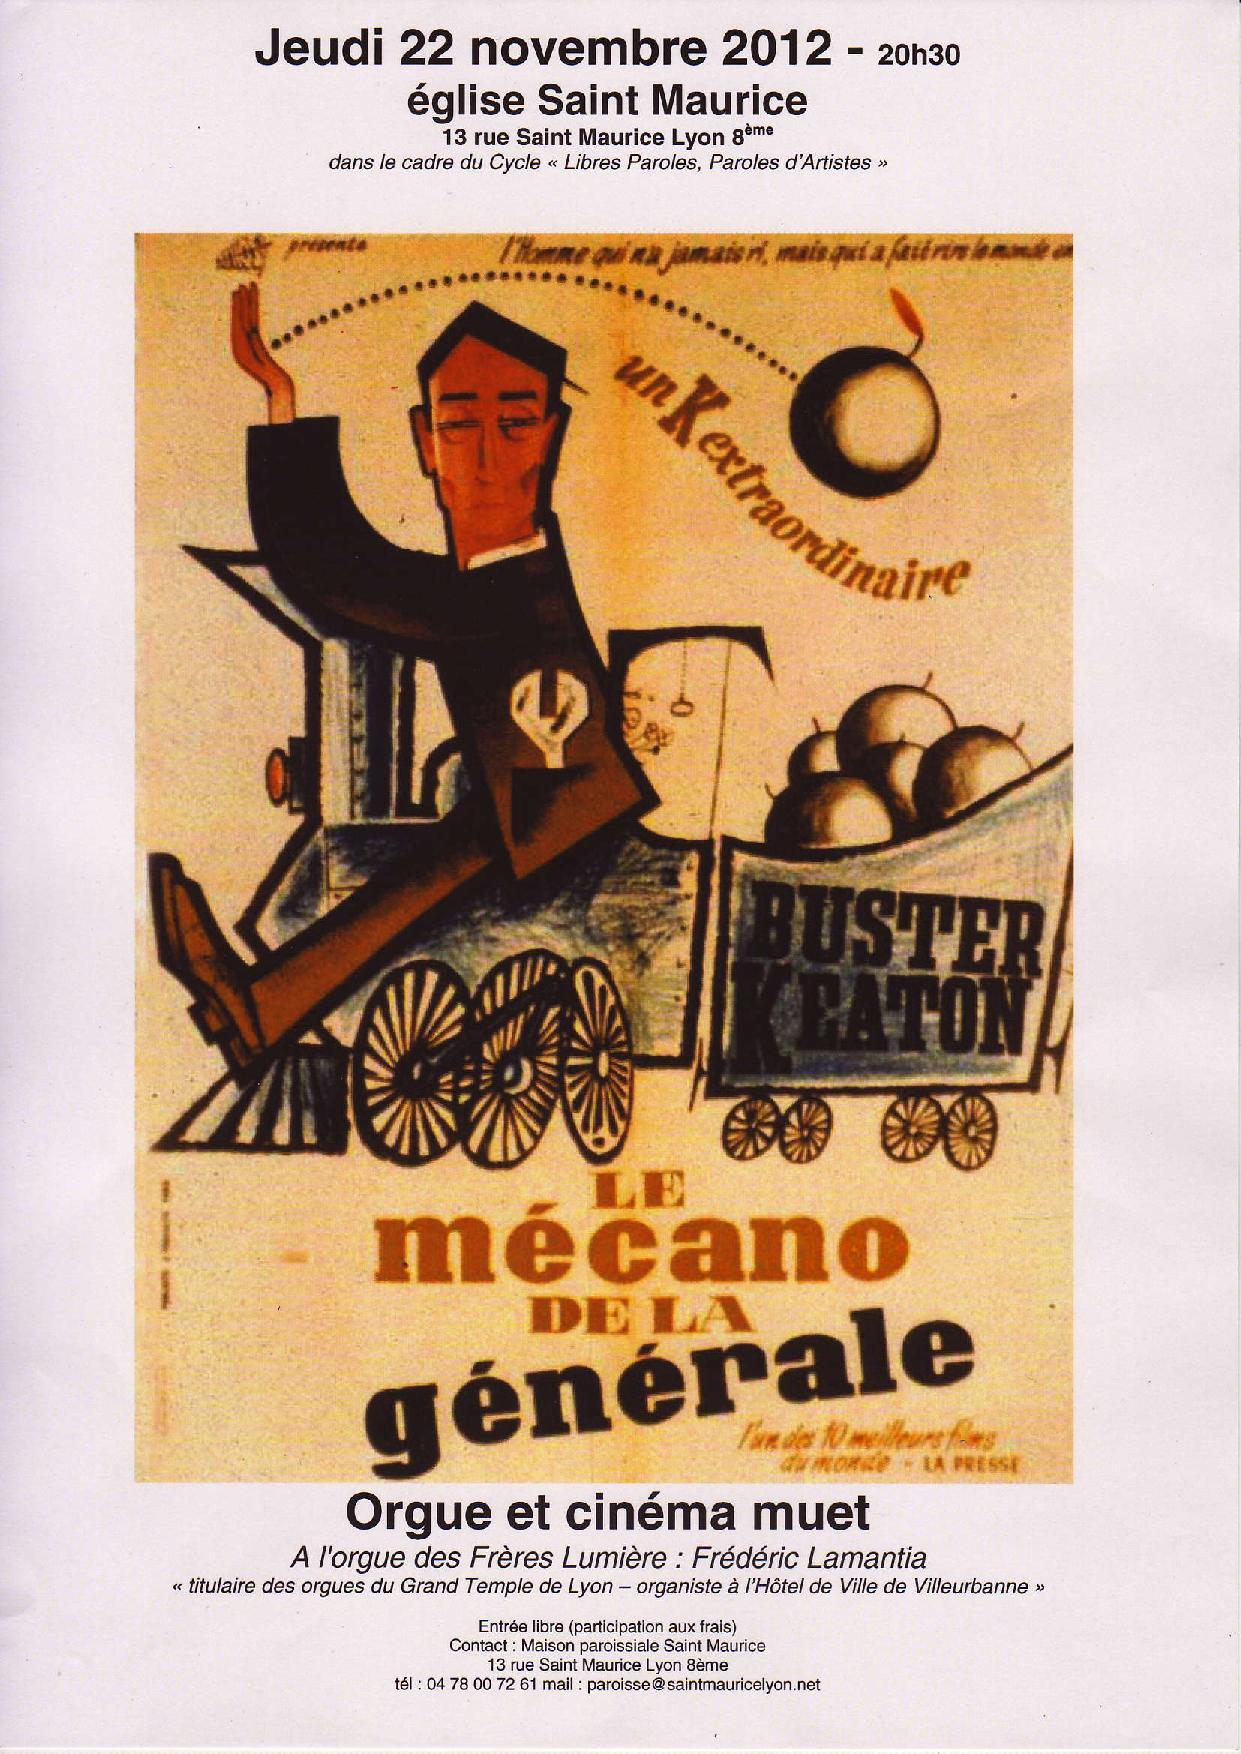 Jeudi 22 novembre 2012 - 20h30
église Saint Maurice
13 rue Saint Maurice Lyon 8ème
dans le cadre du Cycle « Libres Paroles, Paroles d'Artistes »
présente
l'Homme qui n'a jamais ri, mais qui a fait rire le monde
un Kextraordinaire
BUSTER
KEATON
LE
mécano
DE LA
générale
l'un des 10 meilleurs films
du monde - LA PRESSE
Orgue et cinéma muet
A l'orgue des Frères Lumière : Frédéric Lamantia
« titulaire des orgues du Grand Temple de Lyon – organiste à l'Hôtel de Ville de Villeurbanne »
Entrée libre (participation aux frais)
Contact : Maison paroissiale Saint Maurice
13 rue Saint Maurice Lyon 8ème
tél : 04 78 00 72 61 mail : paroisse@saintmauricelyon.net